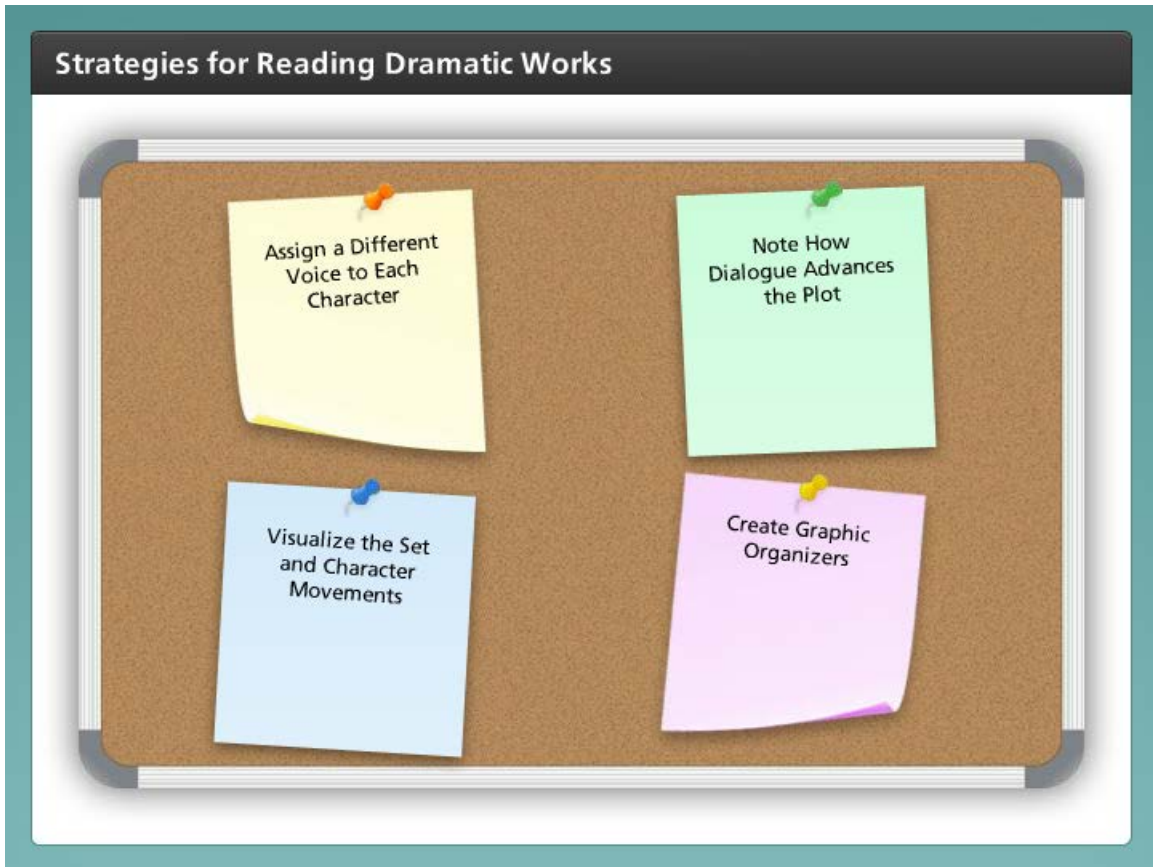 Strategies for Reading Dramatic Works
Assign a Different
Voice to Each
Character
Note How
Dialogue Advances
the Plot
Visualize the Set
and Character
Movements
Create Graphic
Organizers